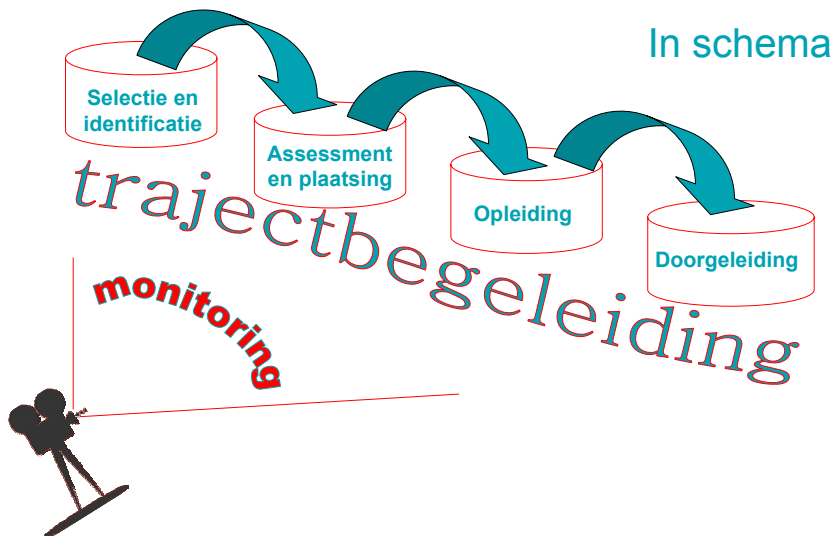 In schema
Selectie en
identificatie
Assessment
en plaatsing
Opleiding
Doorgeleiding
trajectbegeleiding
monitoring